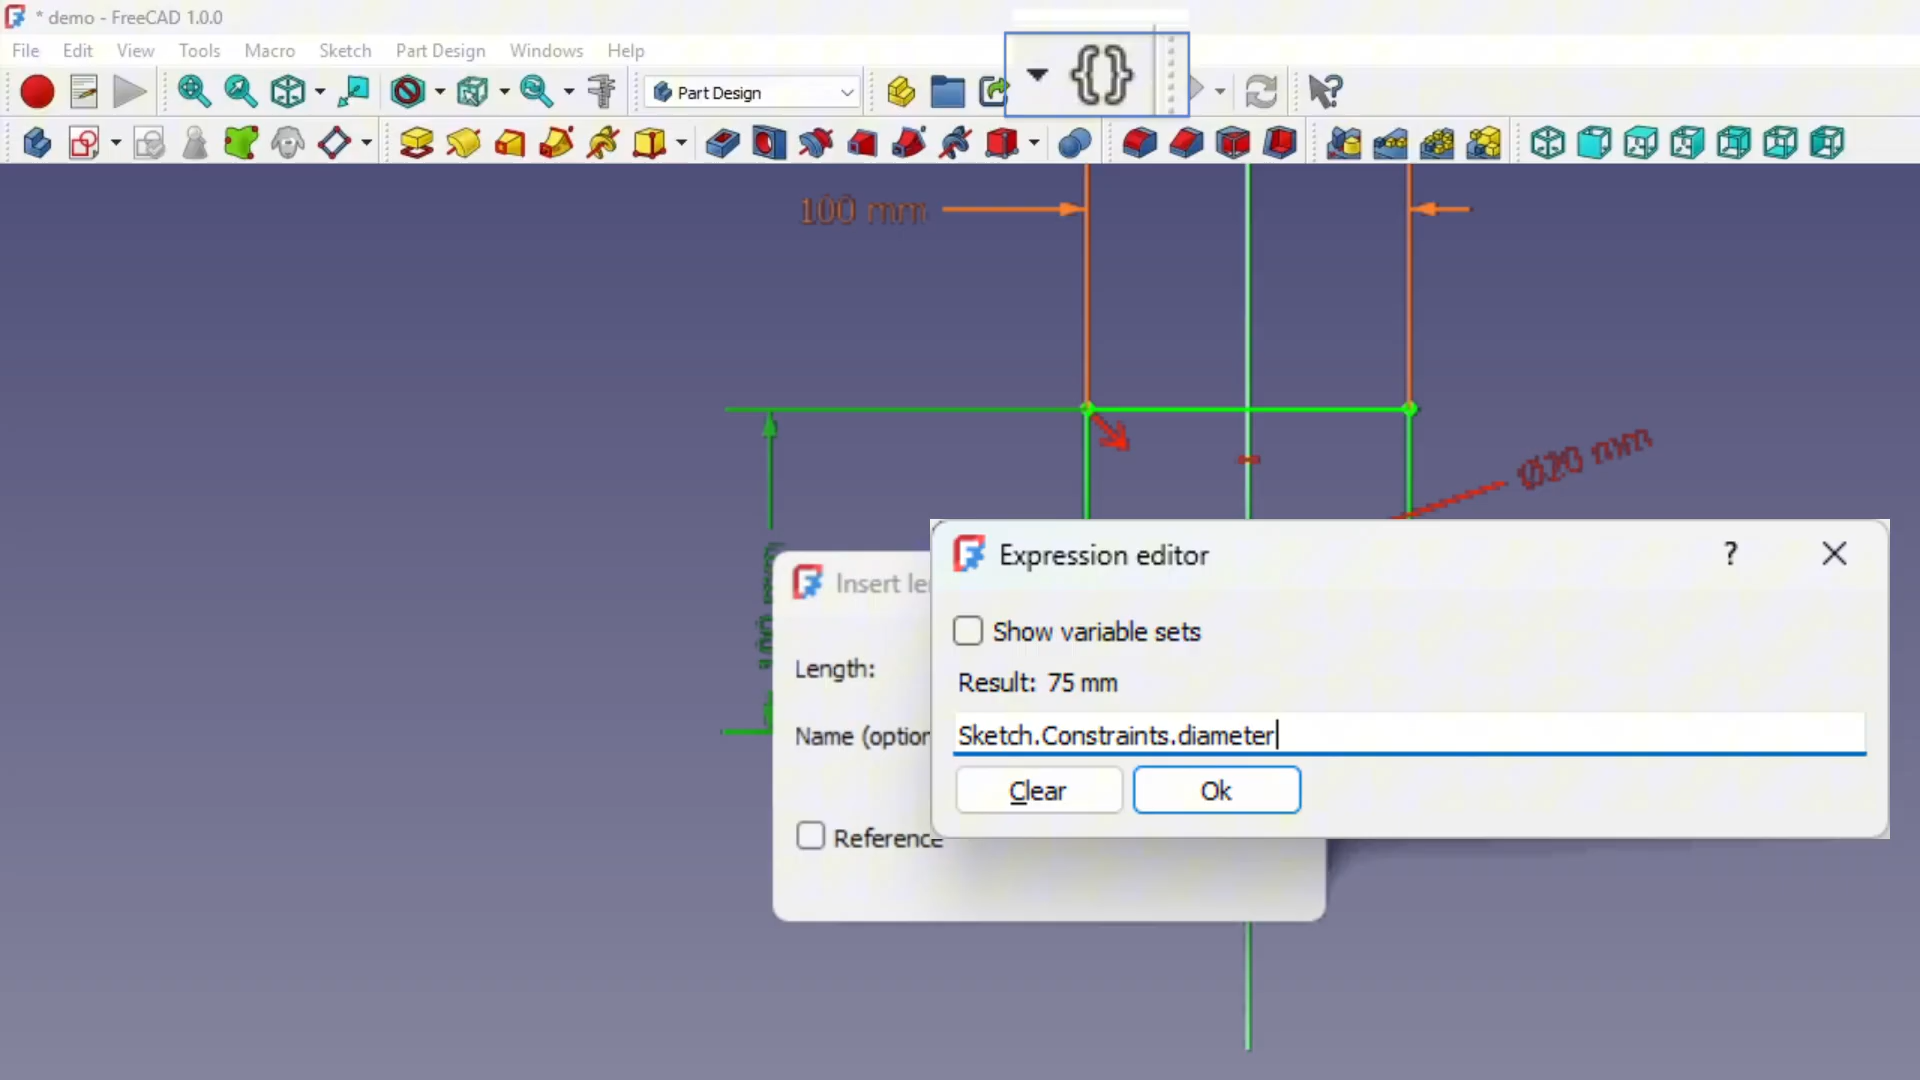 * demo - FreeCAD 1.0.0
File Edit View Tools Macro Sketch Part Design Windows Help
Part Design
{}
100 mm
Expression editor
?
Insert le
Show variable sets
Length:
Result: 75 mm
Name (option
Sketch.Constraints.diameter
Clear
Ok
Reference